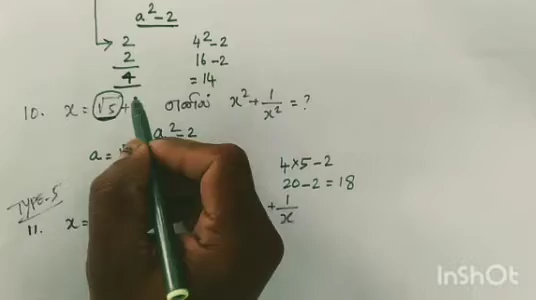 a²-2
2 4²-2
2 16-2
4 = 14
10. x = √5 + எனில் x² + 1/x² = ?
a²-2
a = √
4×5-2
20-2 = 18
TYPE-5
11. x = + 1/x
InShOt